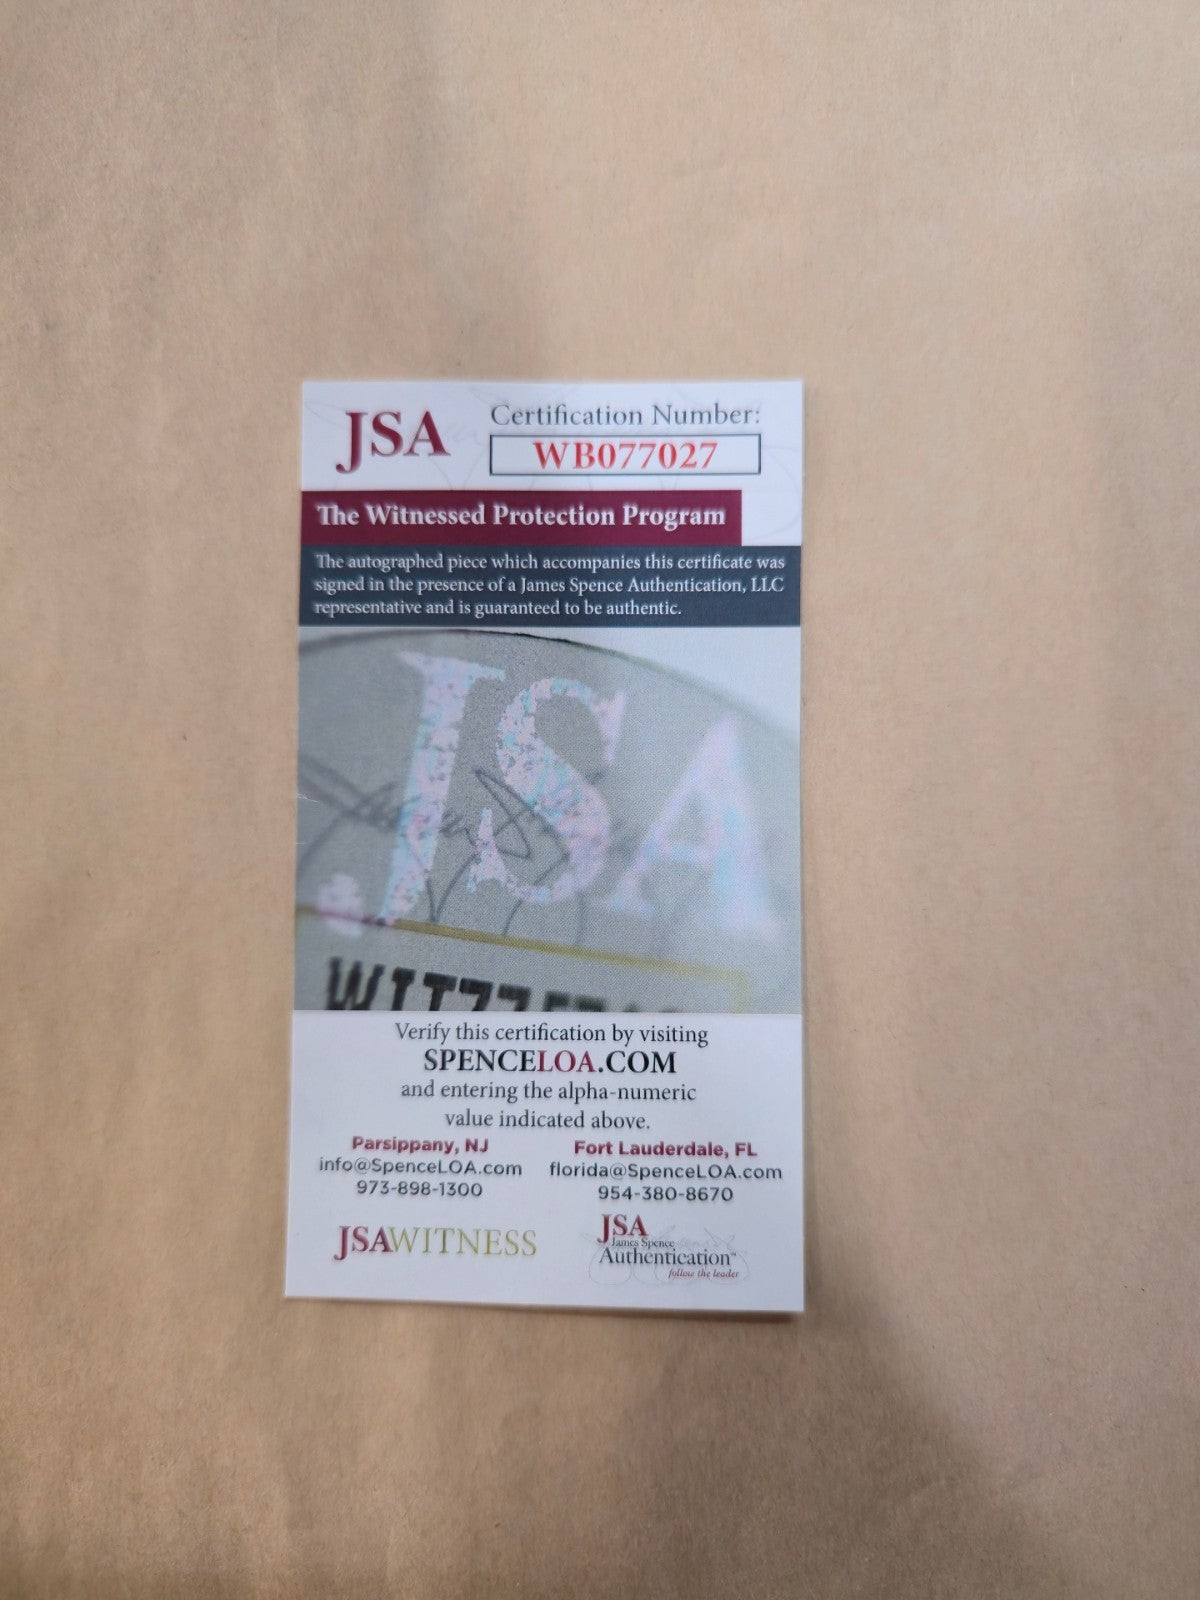 JSA
Certification Number:
WB077027
The Witnessed Protection Program
The autographed piece which accompanies this certificate was
signed in the presence of a James Spence Authentication, LLC
representative and is guaranteed to be authentic.
JSA
Verify this certification by visiting
SPENCELOA.COM
and entering the alpha-numeric
value indicated above.
Parsippany, NJ
info@SpenceLOA.com
973-898-1300
Fort Lauderdale, FL
florida@SpenceLOA.com
954-380-8670
JSAWITNESS
JSA
James Spence
Authentication™
follow the leader